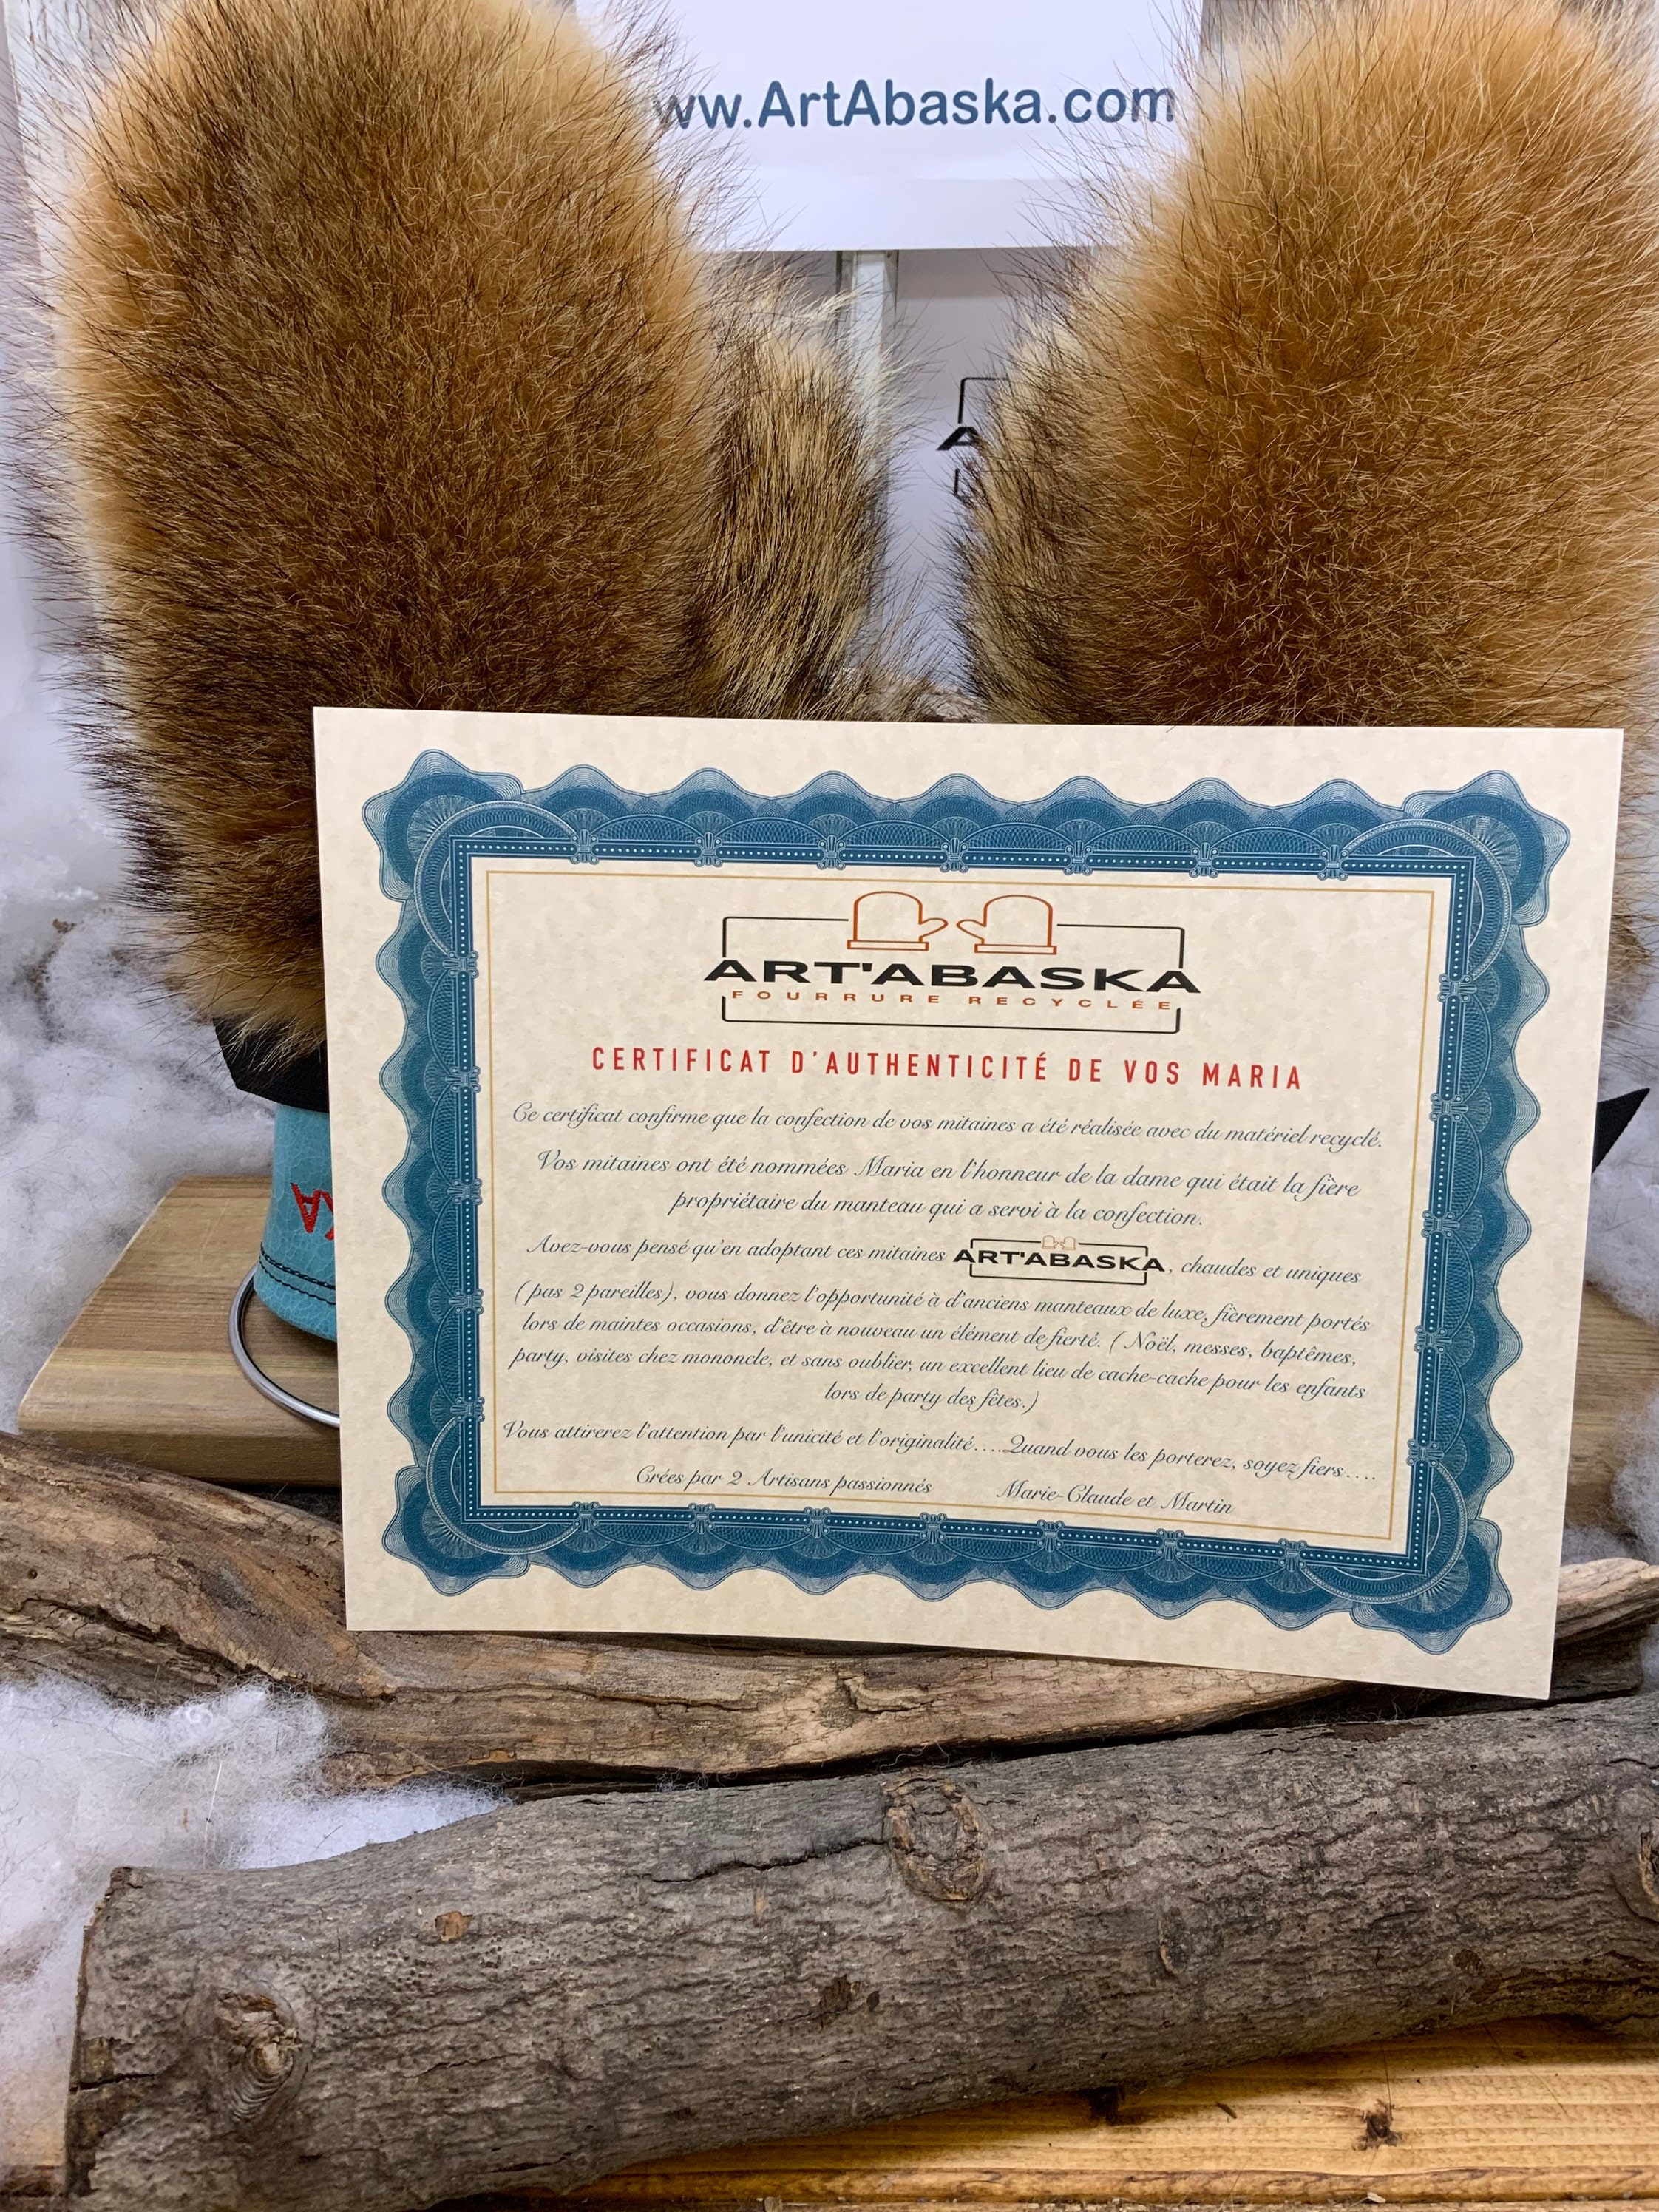 ww.ArtAbaska.com
A
ART'ABASKA
FOURRURE RECYCLÉE
CERTIFICAT D'AUTHENTICITÉ DE VOS MARIA
Ce certificat confirme que la confection de vos mitaines a été réalisée avec du matériel recyclé.
Vos mitaines ont été nommées Maria en l'honneur de la dame qui était la fière
propriétaire du manteau qui a servi à la confection.
Avez-vous pensé qu'en adoptant ces mitaines ART'ABASKA, chaudes et uniques
(pas 2 pareilles), vous donnez l'opportunité à d'anciens manteaux de luxe, fièrement portés
lors de maintes occasions, d'être à nouveau un élément de fierté. ( Noël, messes, baptêmes,
party, visites chez mononcle, et sans oublier, un excellent lieu de cache-cache pour les enfants
lors de party des fêtes.)
Vous attirerez l'attention par l'unicité et l'originalité....Quand vous les porterez, soyez fiers....
Crées par 2 Artisans passionnés Marie-Claude et Martin
KA